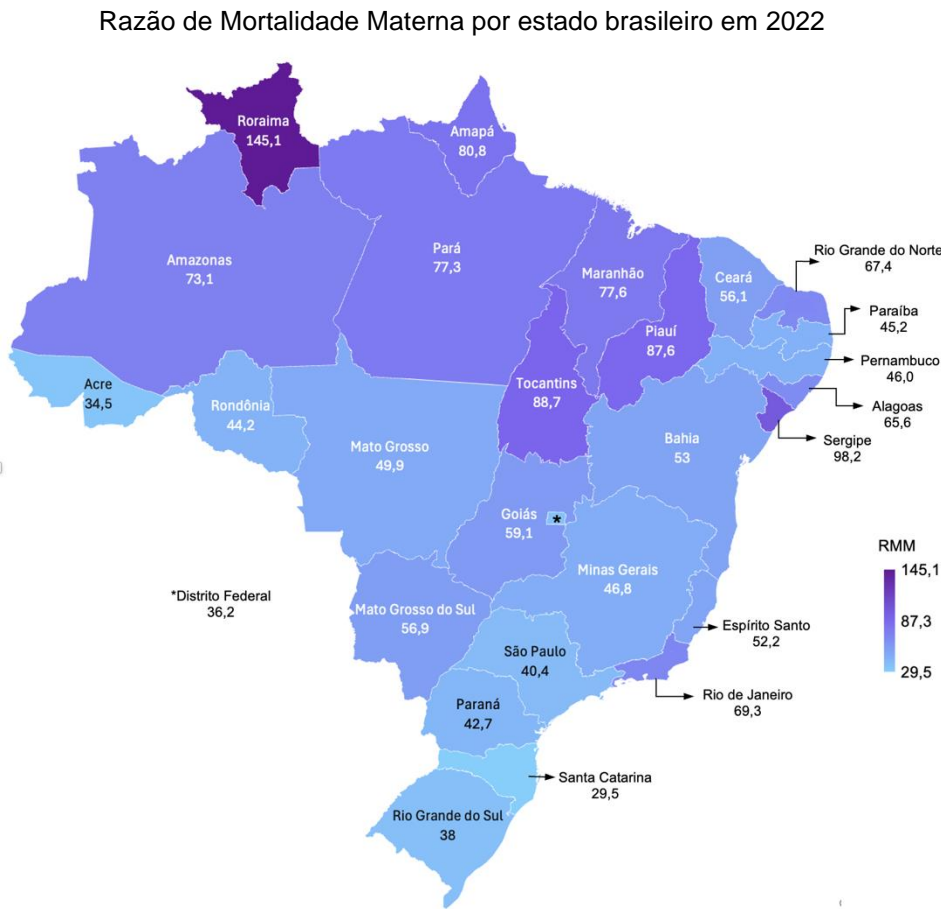 Razão de Mortalidade Materna por estado brasileiro em 2022
Roraima
145,1
Amapá
80,8
Amazonas
73,1
Pará
77,3
Maranhão
77,6
Ceará
56,1
Rio Grande do Norte
67,4
Piauí
87,6
Paraíba
45,2
Pernambuco
46,0
Acre
34,5
Rondônia
44,2
Tocantins
88,7
Alagoas
65,6
Sergipe
98,2
Mato Grosso
49,9
Bahia
53
Goiás
59,1
*
Minas Gerais
46,8
*Distrito Federal
36,2
Mato Grosso do Sul
56,9
Espírito Santo
52,2
São Paulo
40,4
Rio de Janeiro
69,3
Paraná
42,7
Santa Catarina
29,5
Rio Grande do Sul
38
RMM
145,1
87,3
29,5